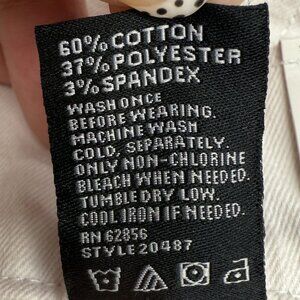 60% COTTON
37% POLYESTER
3% SPANDEX
WASH ONCE
BEFORE WEARING.
MACHINE WASH
COLD, SEPARATELY.
ONLY NON-CHLORINE
BLEACH WHEN NEEDED.
TUMBLE DRY LOW.
COOL IRON IF NEEDED.
RN 62856
STYLE 20487